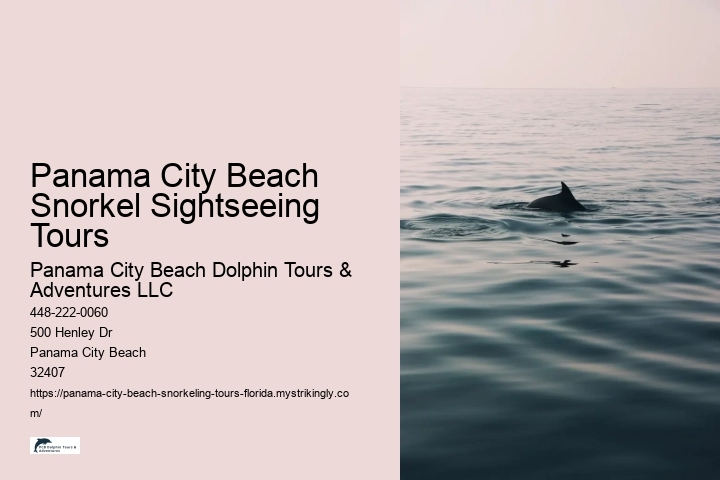 Panama City Beach
Snorkel Sightseeing
Tours
Panama City Beach Dolphin Tours &
Adventures LLC
448-222-0060
500 Henley Dr
Panama City Beach
32407
https://panama-city-beach-snorkeling-tours-florida.mystrikingly.co
m/
PCB Dolphin Tours &
Adventures